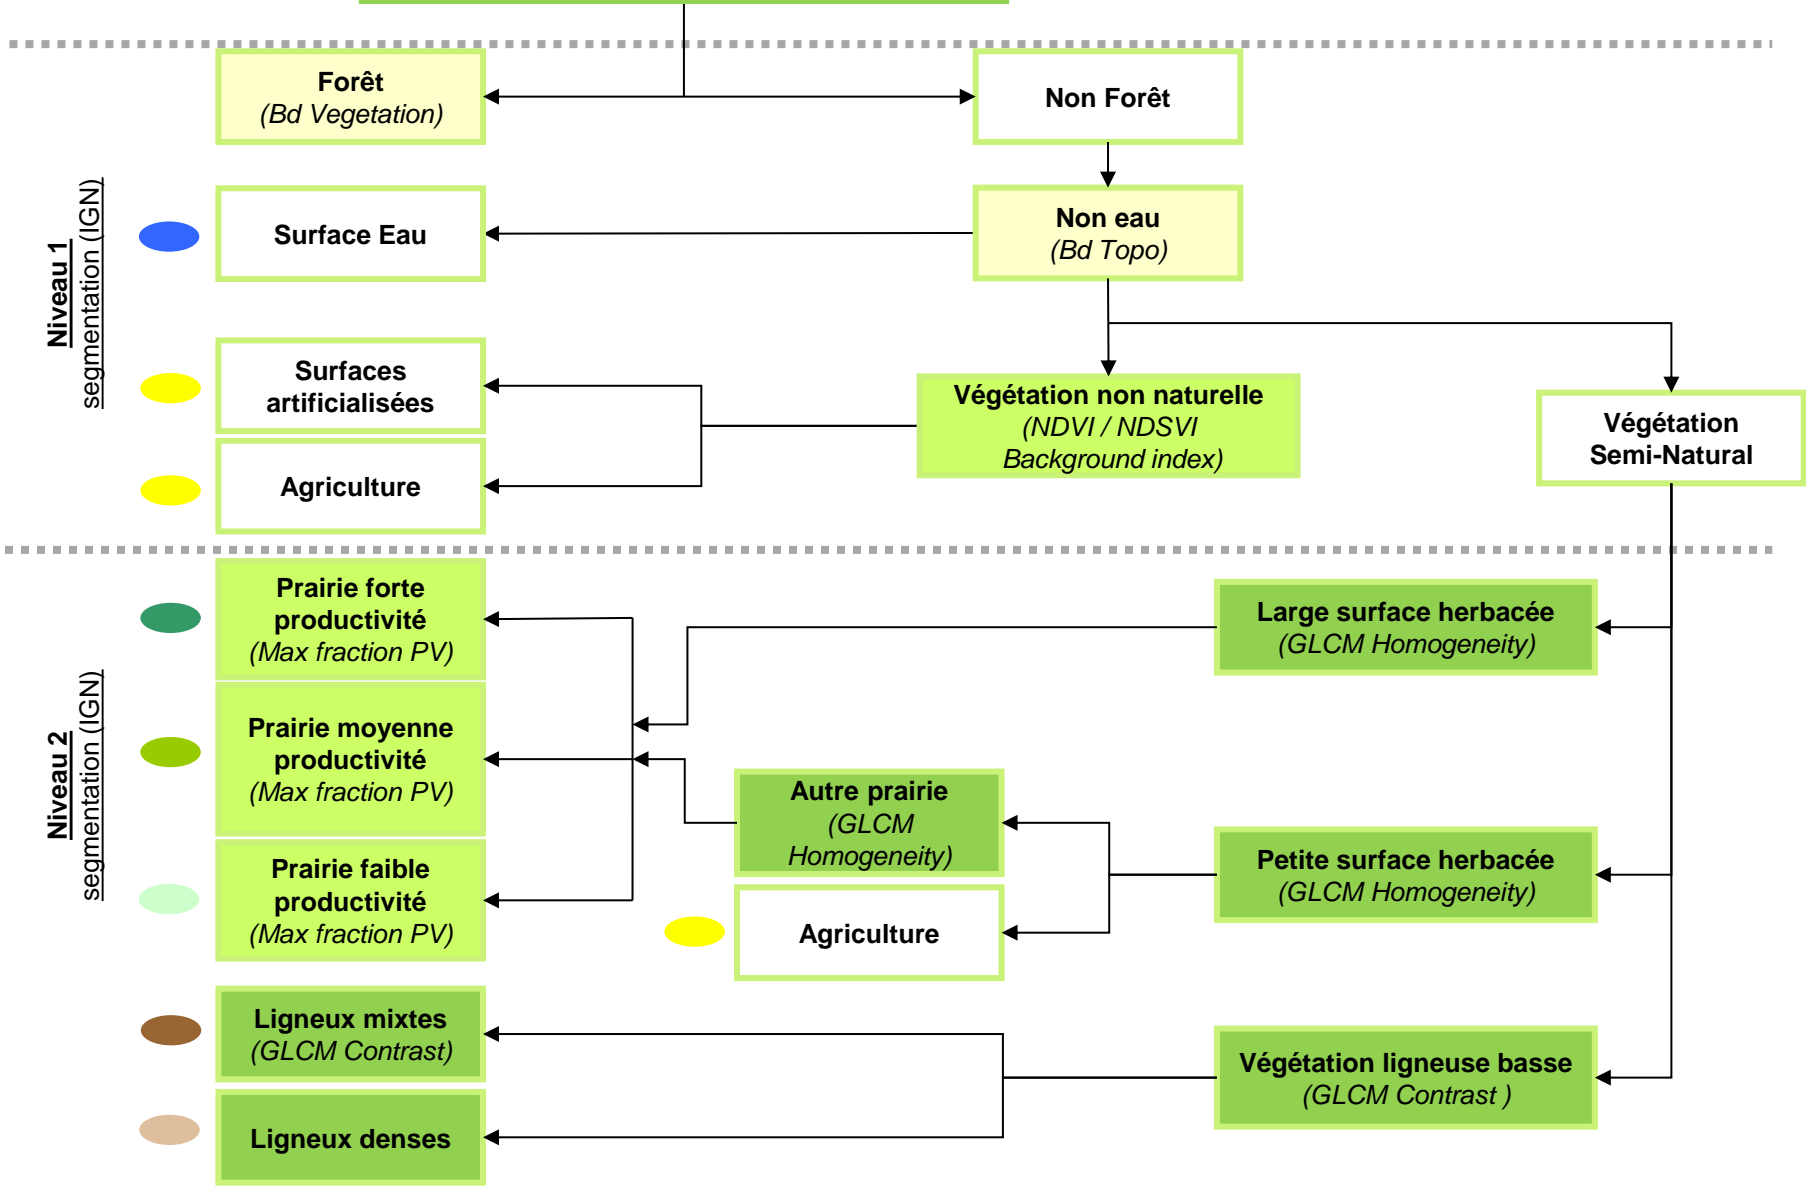 Forêt
(Bd Vegetation)
Non Forêt
Niveau 1
segmentation (IGN)
Surface Eau
Non eau
(Bd Topo)
Surfaces
artificialisées
Végétation non naturelle
(NDVI / NDSVI
Background index)
Végétation
Semi-Natural
Agriculture
Niveau 2
segmentation (IGN)
Prairie forte
productivité
(Max fraction PV)
Large surface herbacée
(GLCM Homogeneity)
Prairie moyenne
productivité
(Max fraction PV)
Autre prairie
(GLCM
Homogeneity)
Petite surface herbacée
(GLCM Homogeneity)
Prairie faible
productivité
(Max fraction PV)
Agriculture
Ligneux mixtes
(GLCM Contrast)
Végétation ligneuse basse
(GLCM Contrast )
Ligneux denses